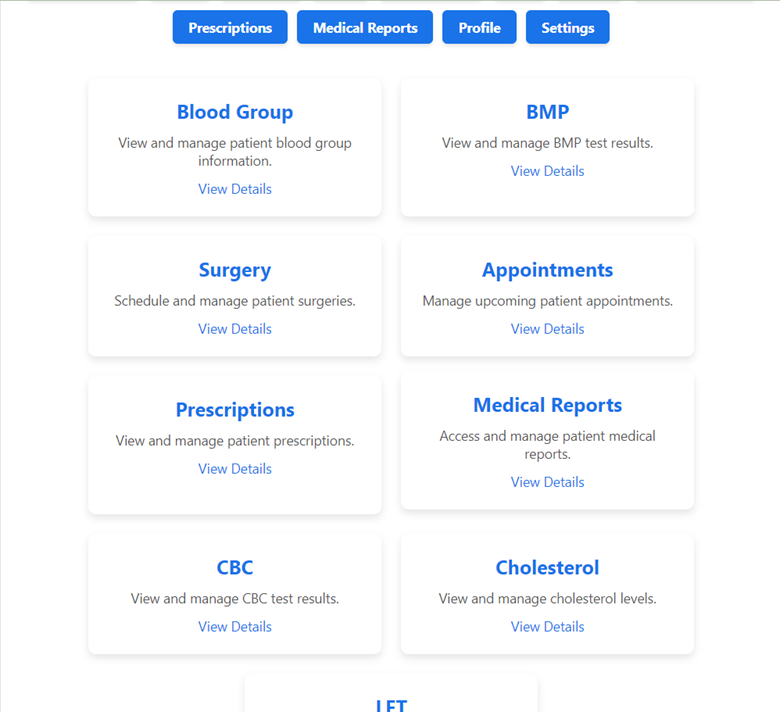 Prescriptions Medical Reports Profile Settings
Blood Group
View and manage patient blood group
information.
View Details
BMP
View and manage BMP test results.
View Details
Surgery
Schedule and manage patient surgeries.
View Details
Appointments
Manage upcoming patient appointments.
View Details
Prescriptions
View and manage patient prescriptions.
View Details
Medical Reports
Access and manage patient medical
reports.
View Details
CBC
View and manage CBC test results.
View Details
Cholesterol
View and manage cholesterol levels.
View Details
LFT